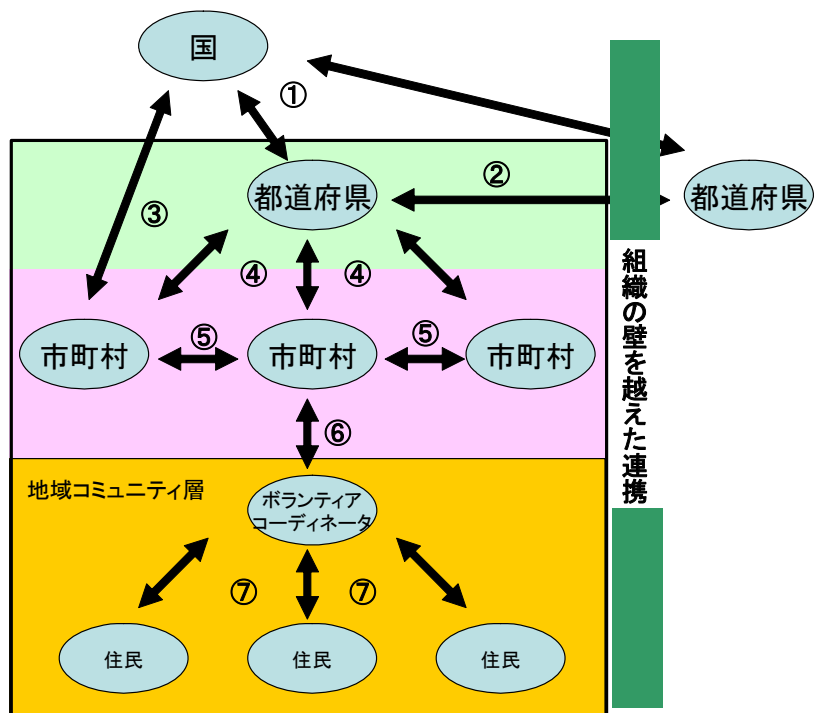 国
①
都道府県
②
都道府県
③
④
④
市町村
⑤
市町村
⑤
市町村
組織の壁を越えた連携
⑥
地域コミュニティ層
ボランティア
コーディネータ
⑦
⑦
住民
住民
住民